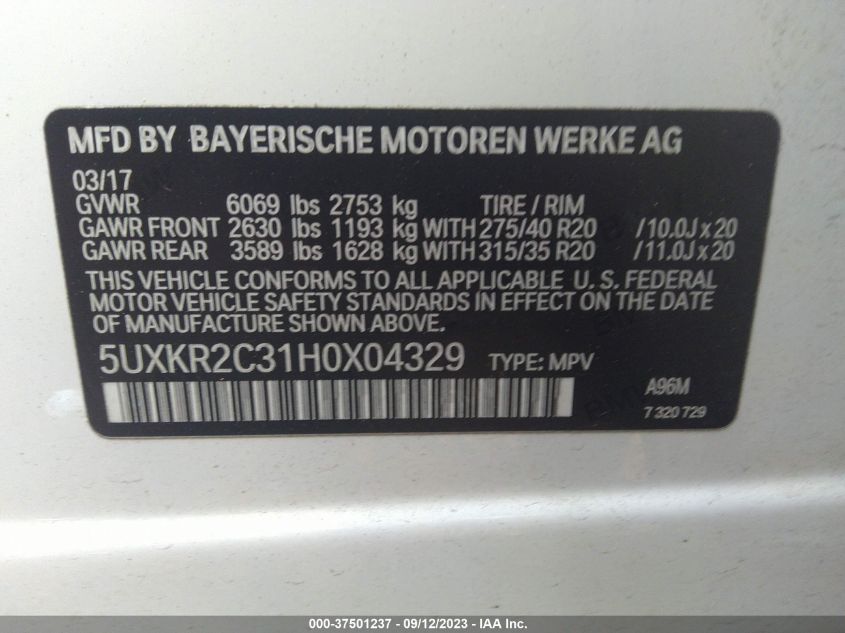 MFD BY BAYERISCHE MOTOREN WERKE AG
03/17
GVWR 6069 lbs 2753 kg TIRE / RIM
GAWR FRONT 2630 lbs 1193 kg WITH 275/40 R20 /10.0J x 20
GAWR REAR 3589 lbs 1628 kg WITH 315/35 R20 /11.0J x 20
THIS VEHICLE CONFORMS TO ALL APPLICABLE U. S. FEDERAL
MOTOR VEHICLE SAFETY STANDARDS IN EFFECT ON THE DATE
OF MANUFACTURE SHOWN ABOVE.
5UXKR2C31H0X04329 TYPE: MPV
A96M
7 320 729
000-37501237 - 09/12/2023 - IAA Inc.